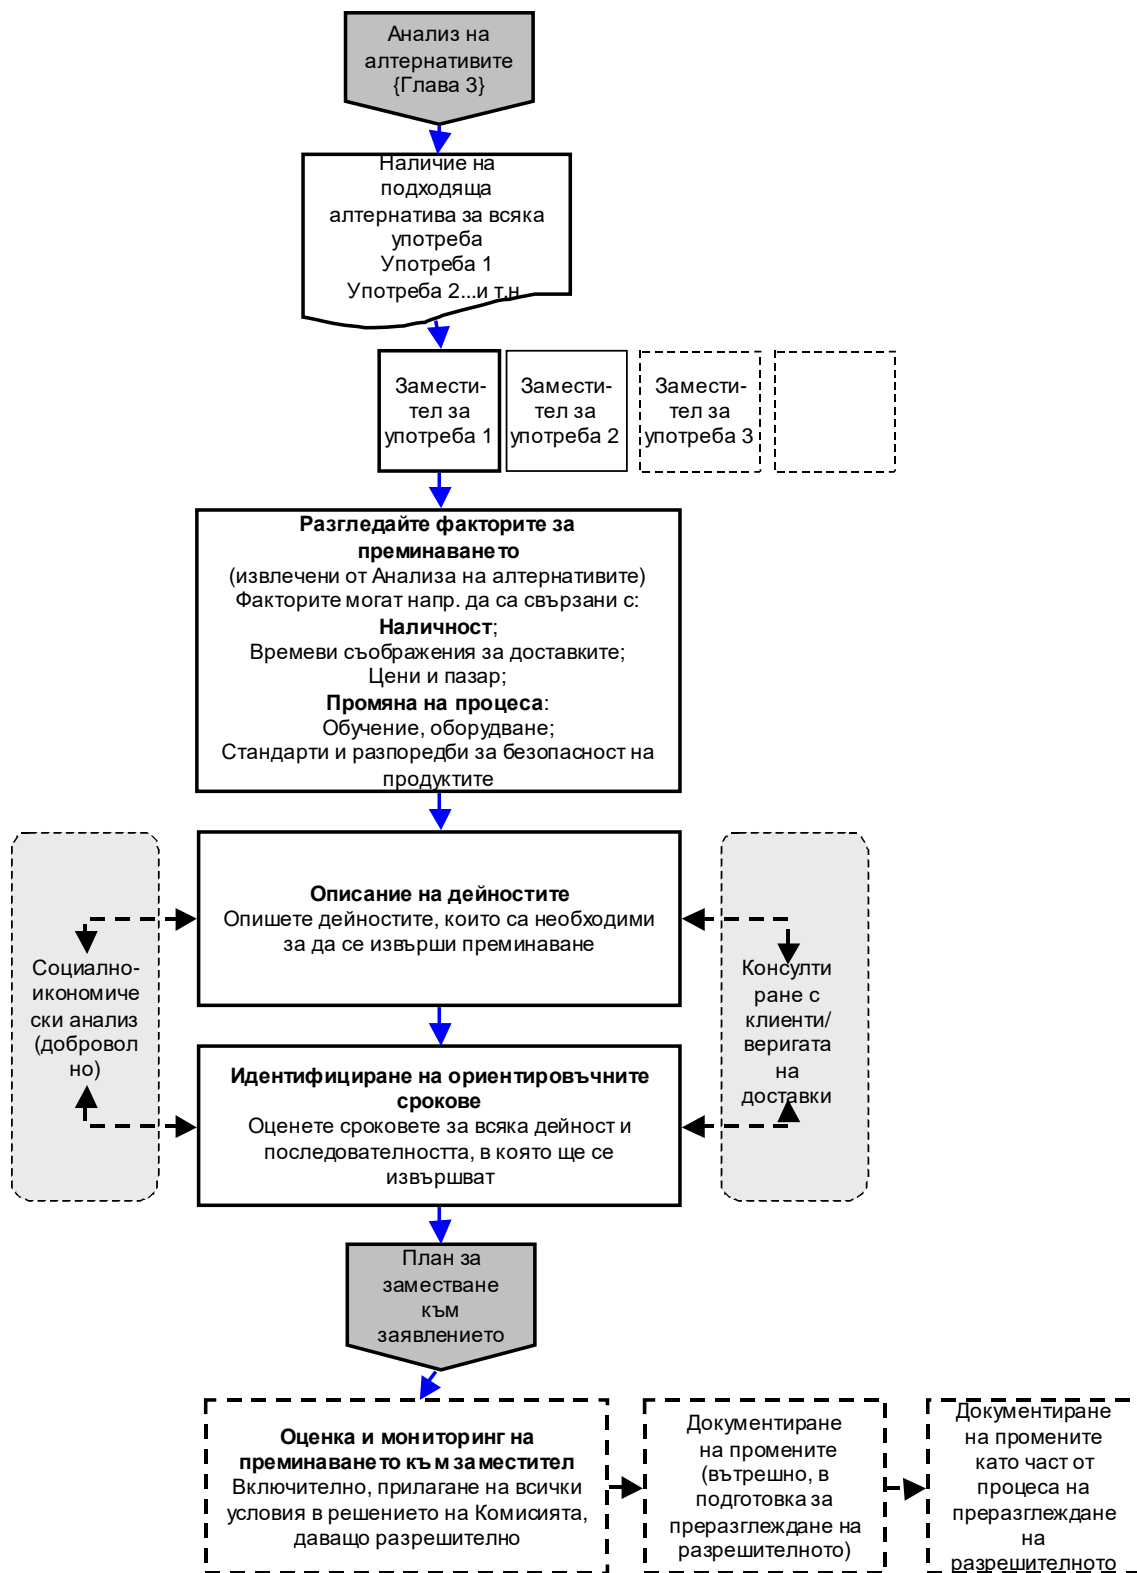 Анализ на
алтернативите
{Глава 3}
Наличие на
подходяща
алтернатива за всяка
употреба
Употреба 1
Употреба 2...и т.н
Замести-
тел за
употреба 1
Замести-
тел за
употреба 2
Замести-
тел за
употреба 3
Разгледайте факторите за
преминаването
(извлечени от Анализа на алтернативите)
Факторите могат напр. да са свързани с:
Наличност;
Времеви съображения за доставките;
Цени и пазар;
Промяна на процеса:
Обучение, оборудване;
Стандарти и разпоредби за безопасност на
продуктите
Описание на дейностите
Опишете дейностите, които са необходими
за да се извърши преминаване
Социално-
икономиче
ски анализ
(доброволно
но)
Консулти
ране с
клиенти/
веригата
на
доставки
Идентифициране на ориентировъчните
срокове
Оценете сроковете за всяка дейност и
последователността, в която ще се
извършват
План за
заместване
към
заявлението
Оценка и мониторинг на
преминаването към заместител
Включително, прилагане на всички
условия в решението на Комисията,
даващо разрешително
Документиране
на промените
(вътрешно, в
подготовка за
преразглеждане на
разрешителното)
Документиране
на промените
като част от
процеса на
преразглеждане
на
разрешителното